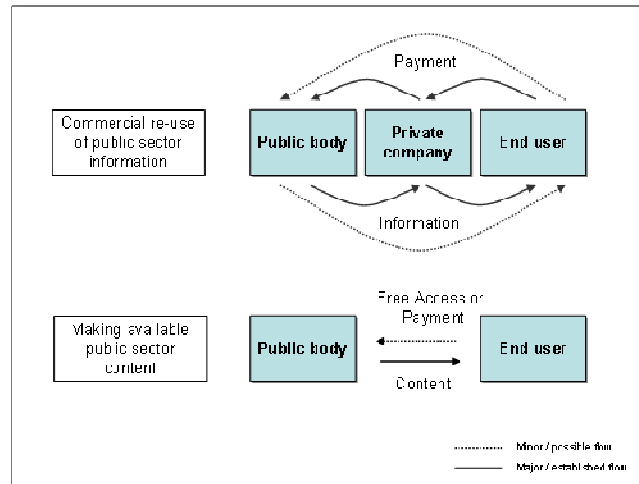 Payment
Commercial re-use
of public sector
information
Public body
Private
company
End user
Information
Free Access or
Payment
Making available
public sector
content
Public body
End user
Content
Minor / possible flow
Major / established flow